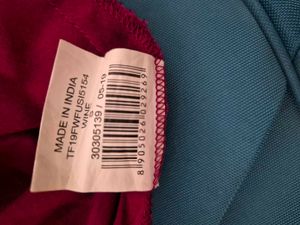 MADE IN INDIA
TF19FWFUSI5154
WINE
S
30305139 / 05-19
8905026029269